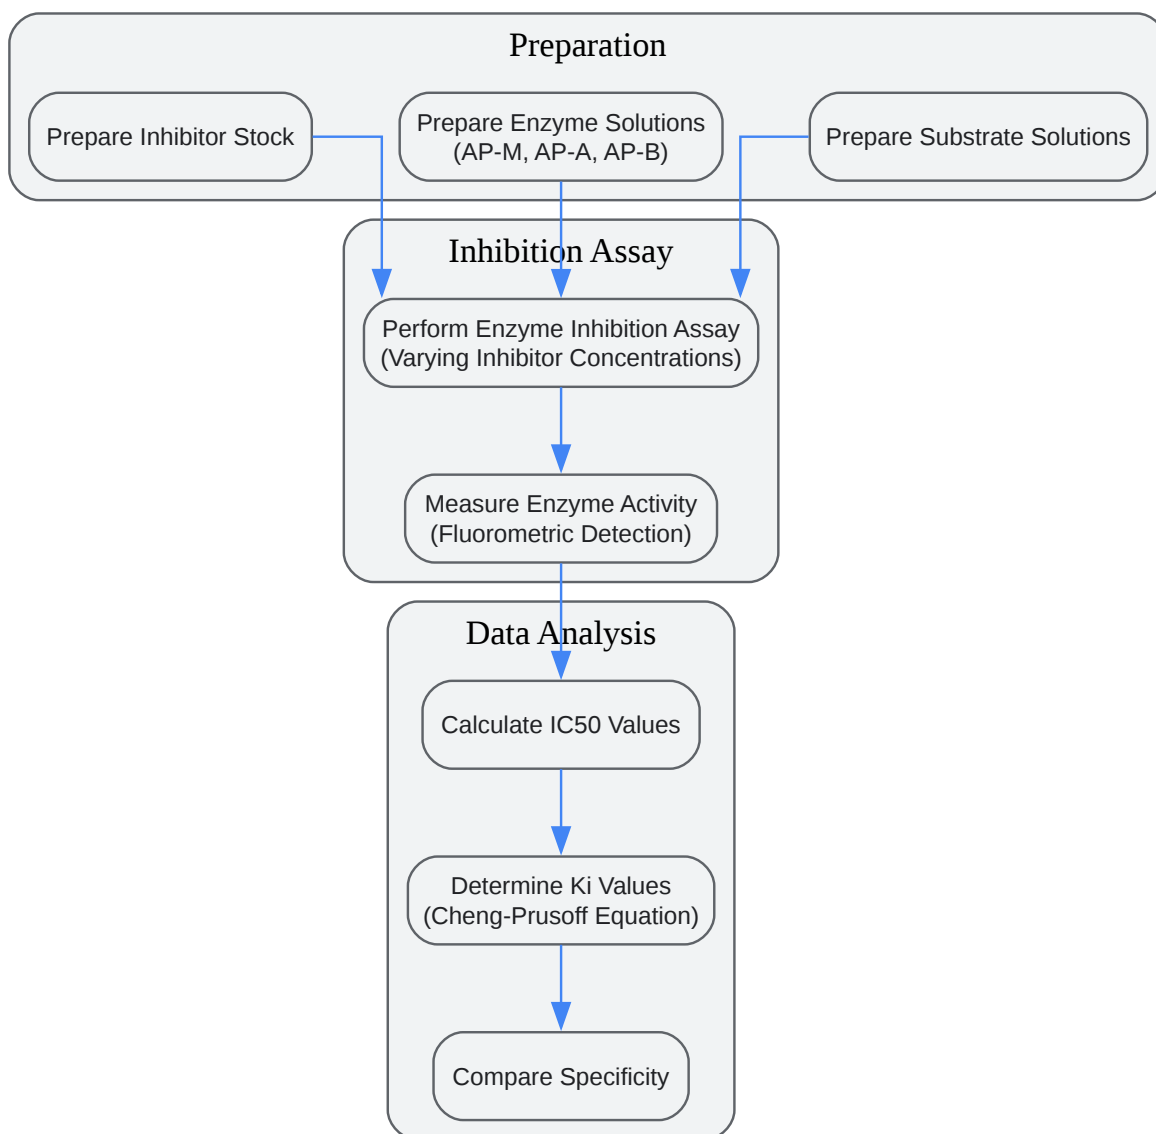 Preparation
Prepare Inhibitor Stock
Prepare Enzyme Solutions
(AP-M, AP-A, AP-B)
Prepare Substrate Solutions
Inhibition Assay
Perform Enzyme Inhibition Assay
(Varying Inhibitor Concentrations)
Measure Enzyme Activity
(Fluorometric Detection)
Data Analysis
Calculate IC50 Values
Determine Ki Values
(Cheng-Prusoff Equation)
Compare Specificity